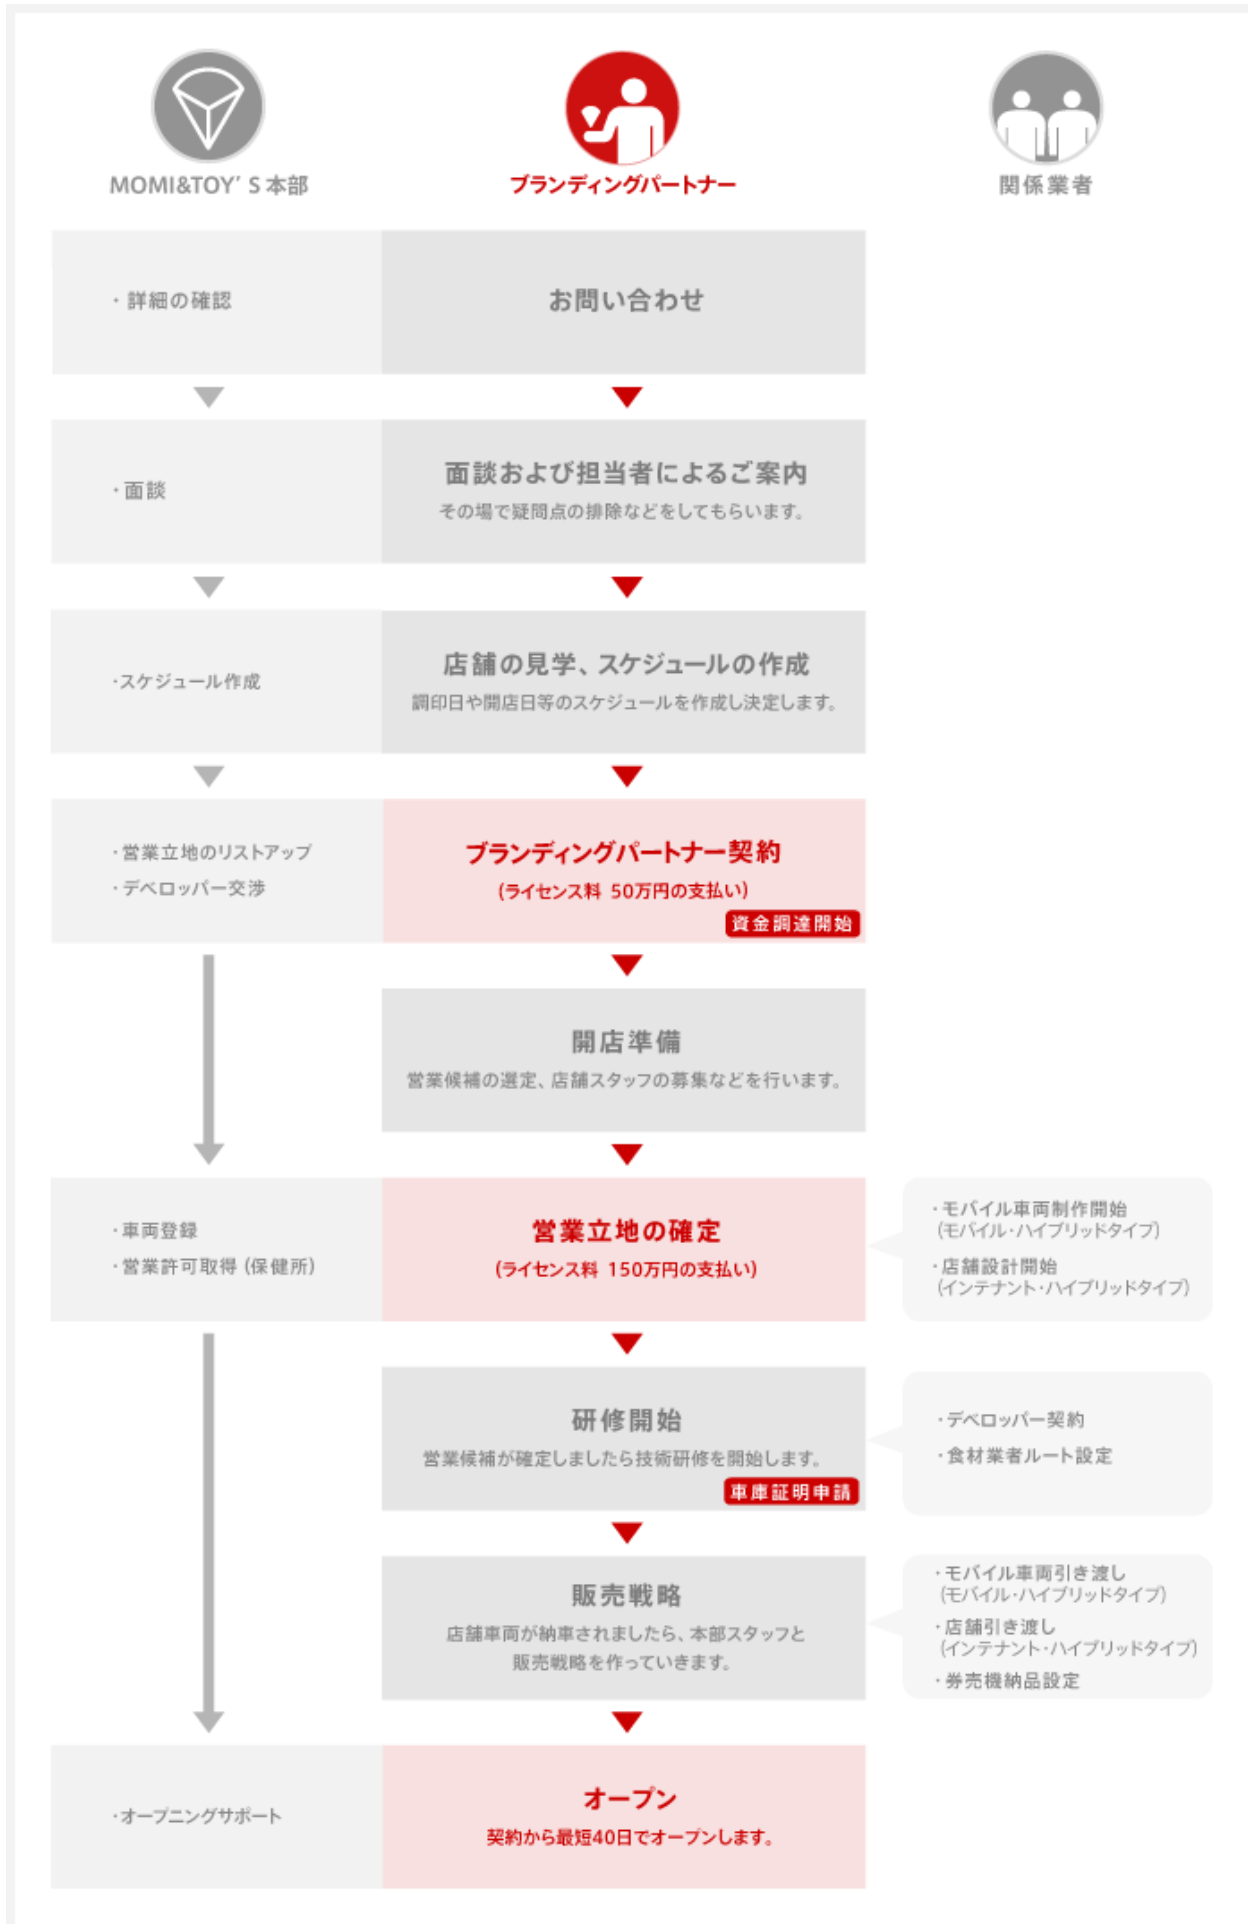 MOMI&TOY'S本部
ブランディングパートナー
関係業者
・詳細の確認
お問い合わせ
・面談
面談および担当者によるご案内
その場で疑問点の排除などをしてもらいます。
・スケジュール作成
店舗の見学、スケジュールの作成
調印日や開店日等のスケジュールを作成し決定します。
・営業立地のリストアップ
・デベロッパー交渉
ブランディングパートナー契約
(ライセンス料 50万円の支払い)
資金調達開始
開店準備
営業候補の選定、店舗スタッフの募集などを行います。
・車両登録
・営業許可取得(保健所)
営業立地の確定
(ライセンス料 150万円の支払い)
・モバイル車両制作開始
(モバイル・ハイブリッドタイプ)
・店舗設計開始
(インテナント・ハイブリッドタイプ)
研修開始
営業候補が確定しましたら技術研修を開始します。
車庫証明申請
・デベロッパー契約
・食材業者ルート設定
販売戦略
店舗車両が納車されましたら、本部スタッフと
販売戦略を作っていきます。
・モバイル車両引き渡し
(モバイル・ハイブリッドタイプ)
・店舗引き渡し
(インテナント・ハイブリッドタイプ)
・券売機納品設定
・オープニングサポート
オープン
契約から最短40日でオープンします。